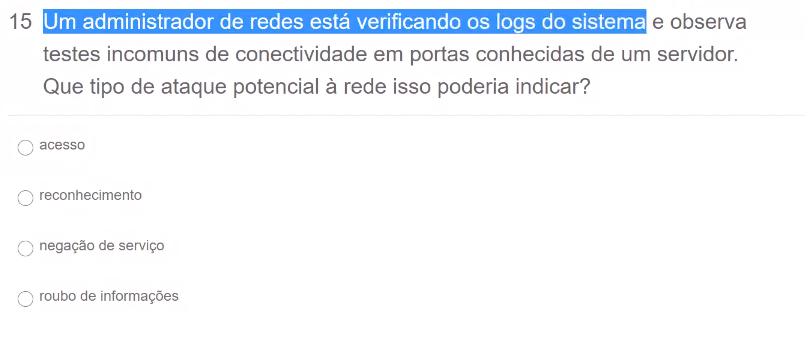 15 Um administrador de redes está verificando os logs do sistema e observa
testes incomuns de conectividade em portas conhecidas de um servidor.
Que tipo de ataque potencial à rede isso poderia indicar?
acesso
reconhecimento
negação de serviço
roubo de informações